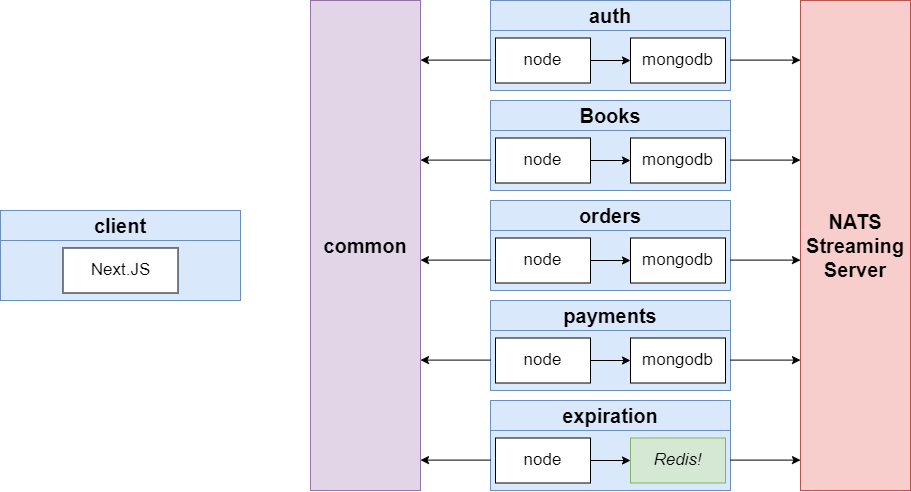 auth
node
mongodb
Books
node
mongodb
client
Next.JS
common
orders
node
mongodb
NATS
Streaming
Server
payments
node
mongodb
expiration
node
Redis!